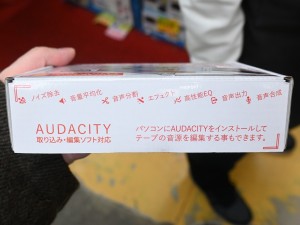 ノイズ除去 音量平均化 音声分割 エフェクト 高性能EQ 音声出力 音声合成
AUDACITY
取り込み・編集ソフト対応
パソコンにAUDACITYをインストールして
テープの音源を編集する事もできます。